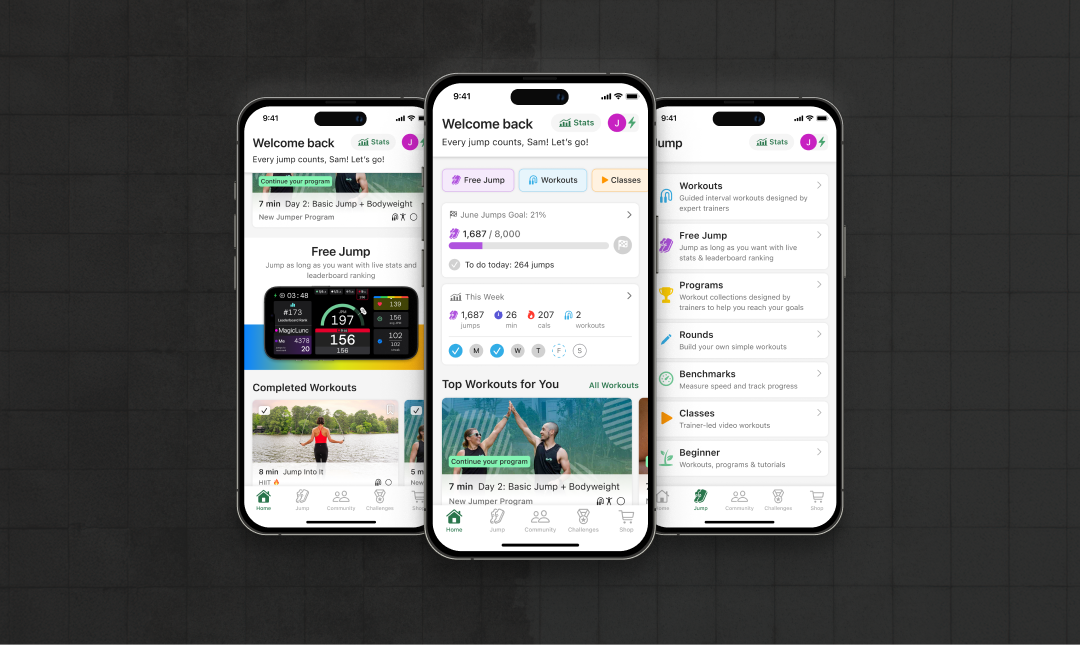 9:41
Welcome back
Stats
J
Every jump counts, Sam! Let's go!
Continue your program
7 min Day 2: Basic Jump + Bodyweight
New Jumper Program
Free Jump
Jump as long as you want with live stats and
leaderboard ranking
03:48
#173
Leaderboard Rank
MagicLunc
Me 4378
20
JPM
197
156
156
139
156
102
102
Completed Workouts
8 min Jump Into It
5 m
HIIT
Home
Jump
Community
Challenges
Shop
9:41
Welcome back
Stats
J
Every jump counts, Sam! Let's go!
Free Jump
Workouts
Classes
June Jumps Goal: 21%
1,687 / 8,000
To do today: 264 jumps
This Week
1,687
jumps
26
min
207
cals
2
workouts
M
W
T
F
S
Top Workouts for You
All Workouts
Continue your program
7 min Day 2: Basic Jump + Bodyweight
New Jumper Program
7
Home
Jump
Community
Challenges
Shop
9:41
ump
Stats
J
Workouts
Guided interval workouts designed by
expert trainers
Free Jump
Jump as long as you want with live
stats & leaderboard ranking
Programs
Workout collections designed by
trainers to help you reach your goals
Rounds
Build your own simple workouts
Benchmarks
Measure speed and track progress
Classes
Trainer-led video workouts
Beginner
Workouts, programs & tutorials
ome
Jump
Community
Challenges
Shop